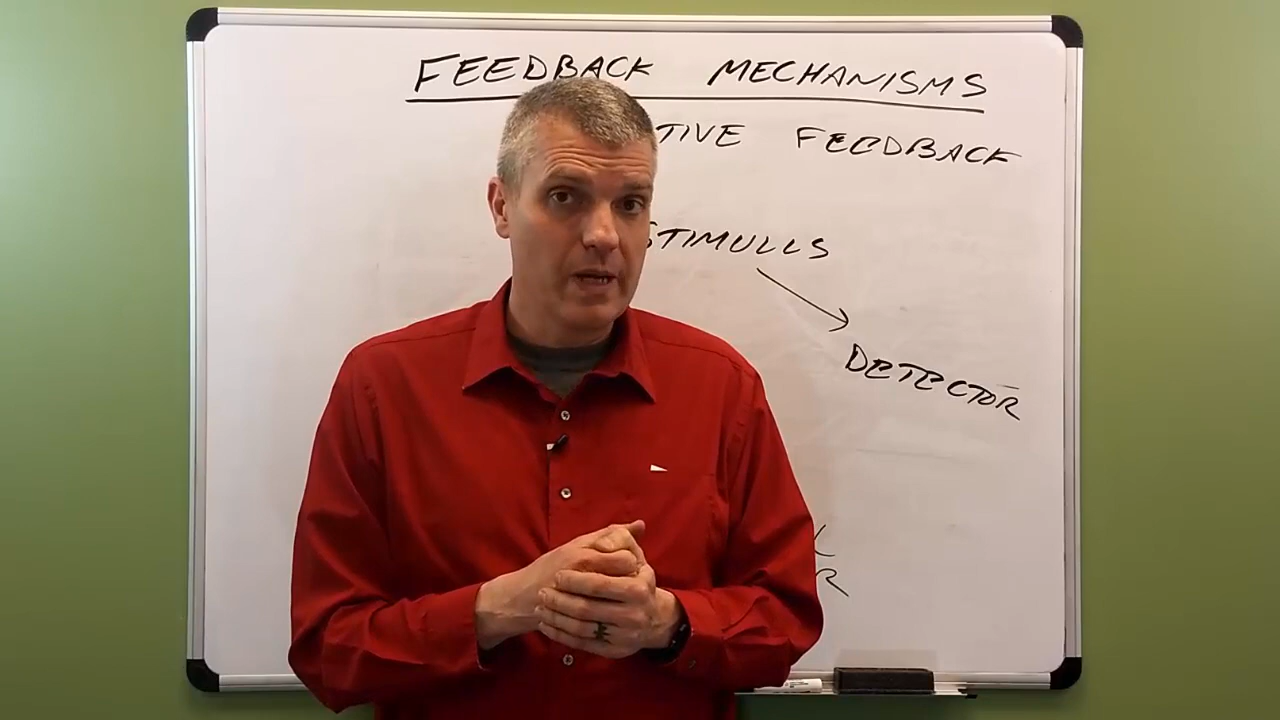 FEEDBACK MECHANISMS
TIVE FEEDBACK
STIMULUS
DETECTOR